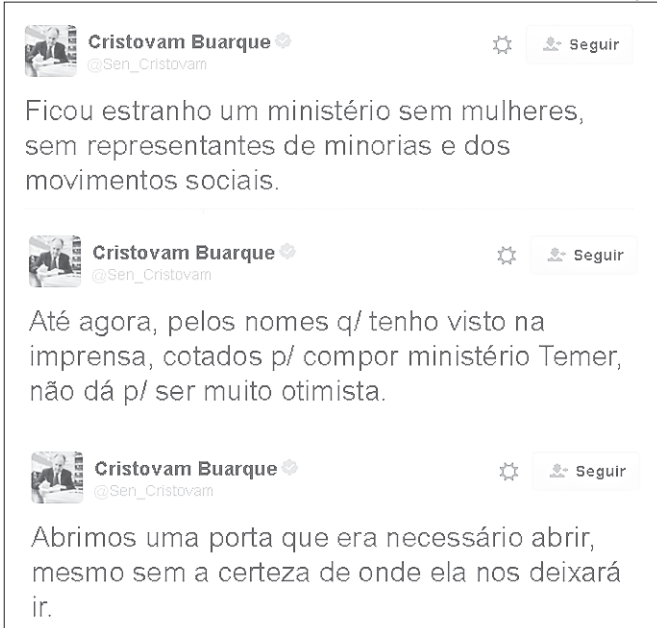 Cristovam Buarque
Seguir
@Sen_Cristovam
Ficou estranho um ministério sem mulheres,
sem representantes de minorias e dos
movimentos sociais.
Cristovam Buarque
Seguir
@Sen_Cristovam
Até agora, pelos nomes q/ tenho visto na
imprensa, cotados p/ compor ministério Temer,
não dá p/ ser muito otimista.
Cristovam Buarque
Seguir
@Sen_Cristovam
Abrimos uma porta que era necessário abrir,
mesmo sem a certeza de onde ela nos deixará
ir.